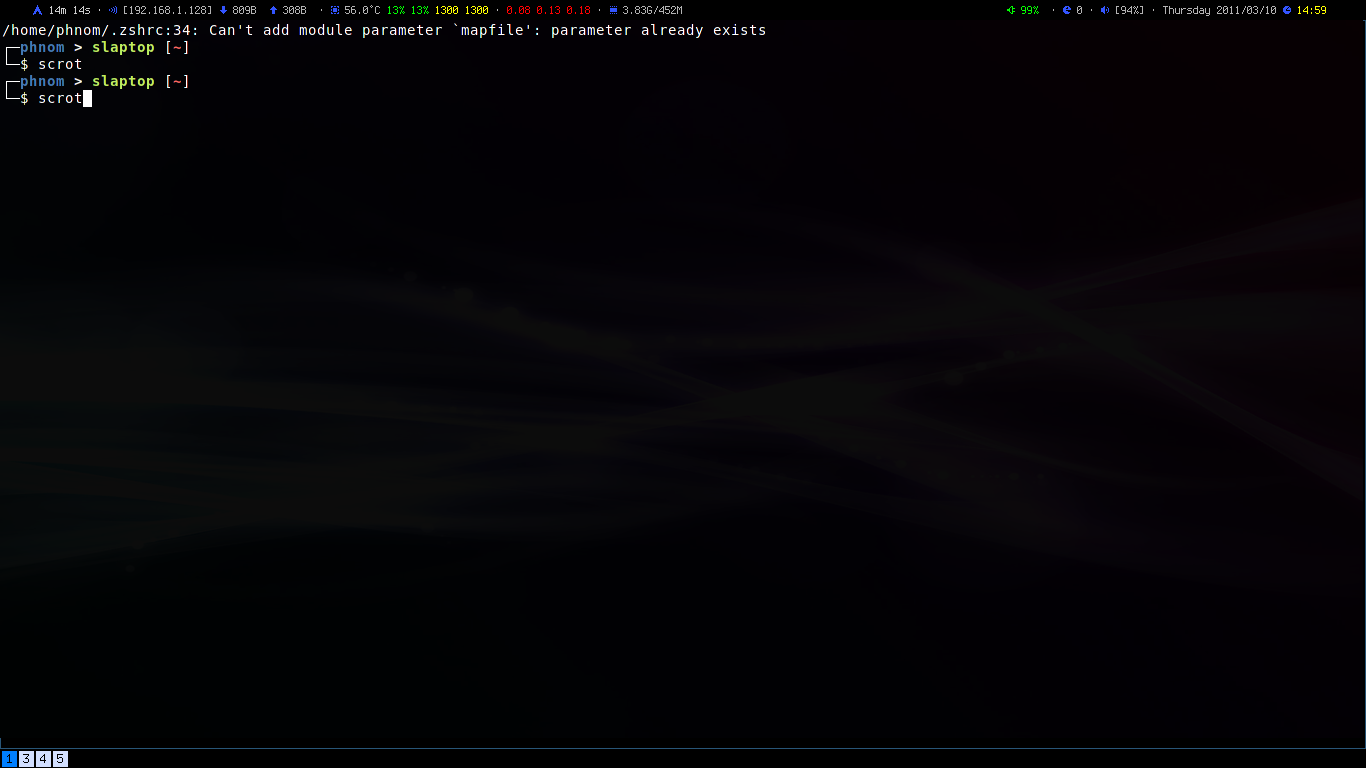 14m 14s · [192.168.1.128] 809B 308B · 56.0°C 13% 13% 1300 1300 · 0.08 0.13 0.18 · 3.836/452M 99% · 0 · [94%] · Thursday 2011/03/10 14:59
/home/phnom/.zshrc:34: Can't add module parameter `mapfile': parameter already exists
┌─phnom > slaptop [~]
└─$ scrot
┌─phnom > slaptop [~]
└─$ scrot
1 3 4 5